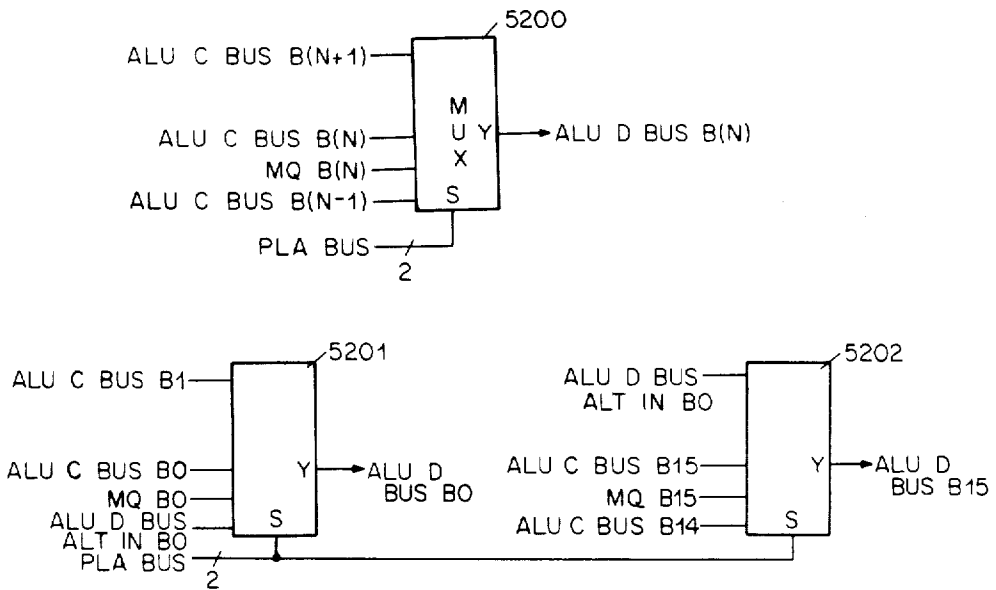 5200
ALU C BUS B(N+1)
MUX
ALU C BUS B(N)
Y
ALU D BUS B(N)
MQ B(N)
ALU C BUS B(N-1)
S
PLA BUS
2
5201
ALU C BUS B1
ALU C BUS B0
Y
ALU D
BUS B0
MQ B0
ALU D BUS
ALT IN B0
S
PLA BUS
2
5202
ALU D BUS
ALT IN B0
ALU C BUS B15
Y
ALU D
BUS B15
MQ B15
ALU C BUS B14
S